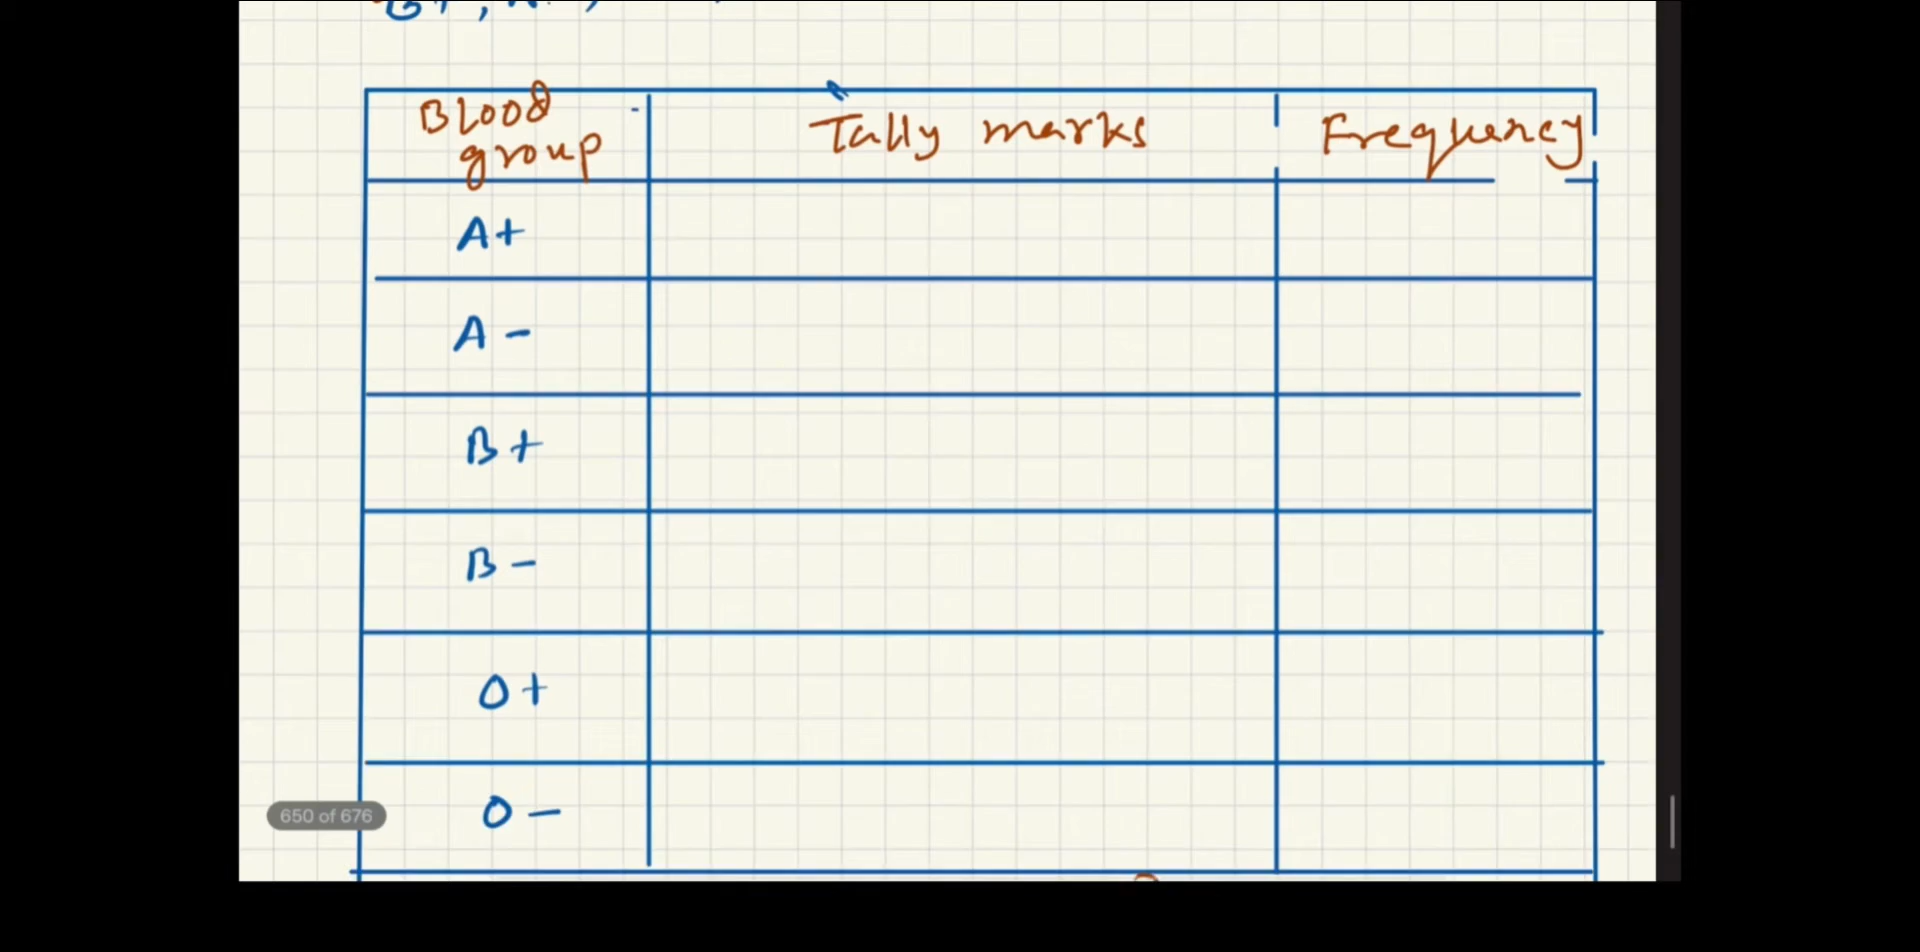 Blood
group
Tally marks
Frequency
A+
A-
B+
B-
O+
O-
650 of 676